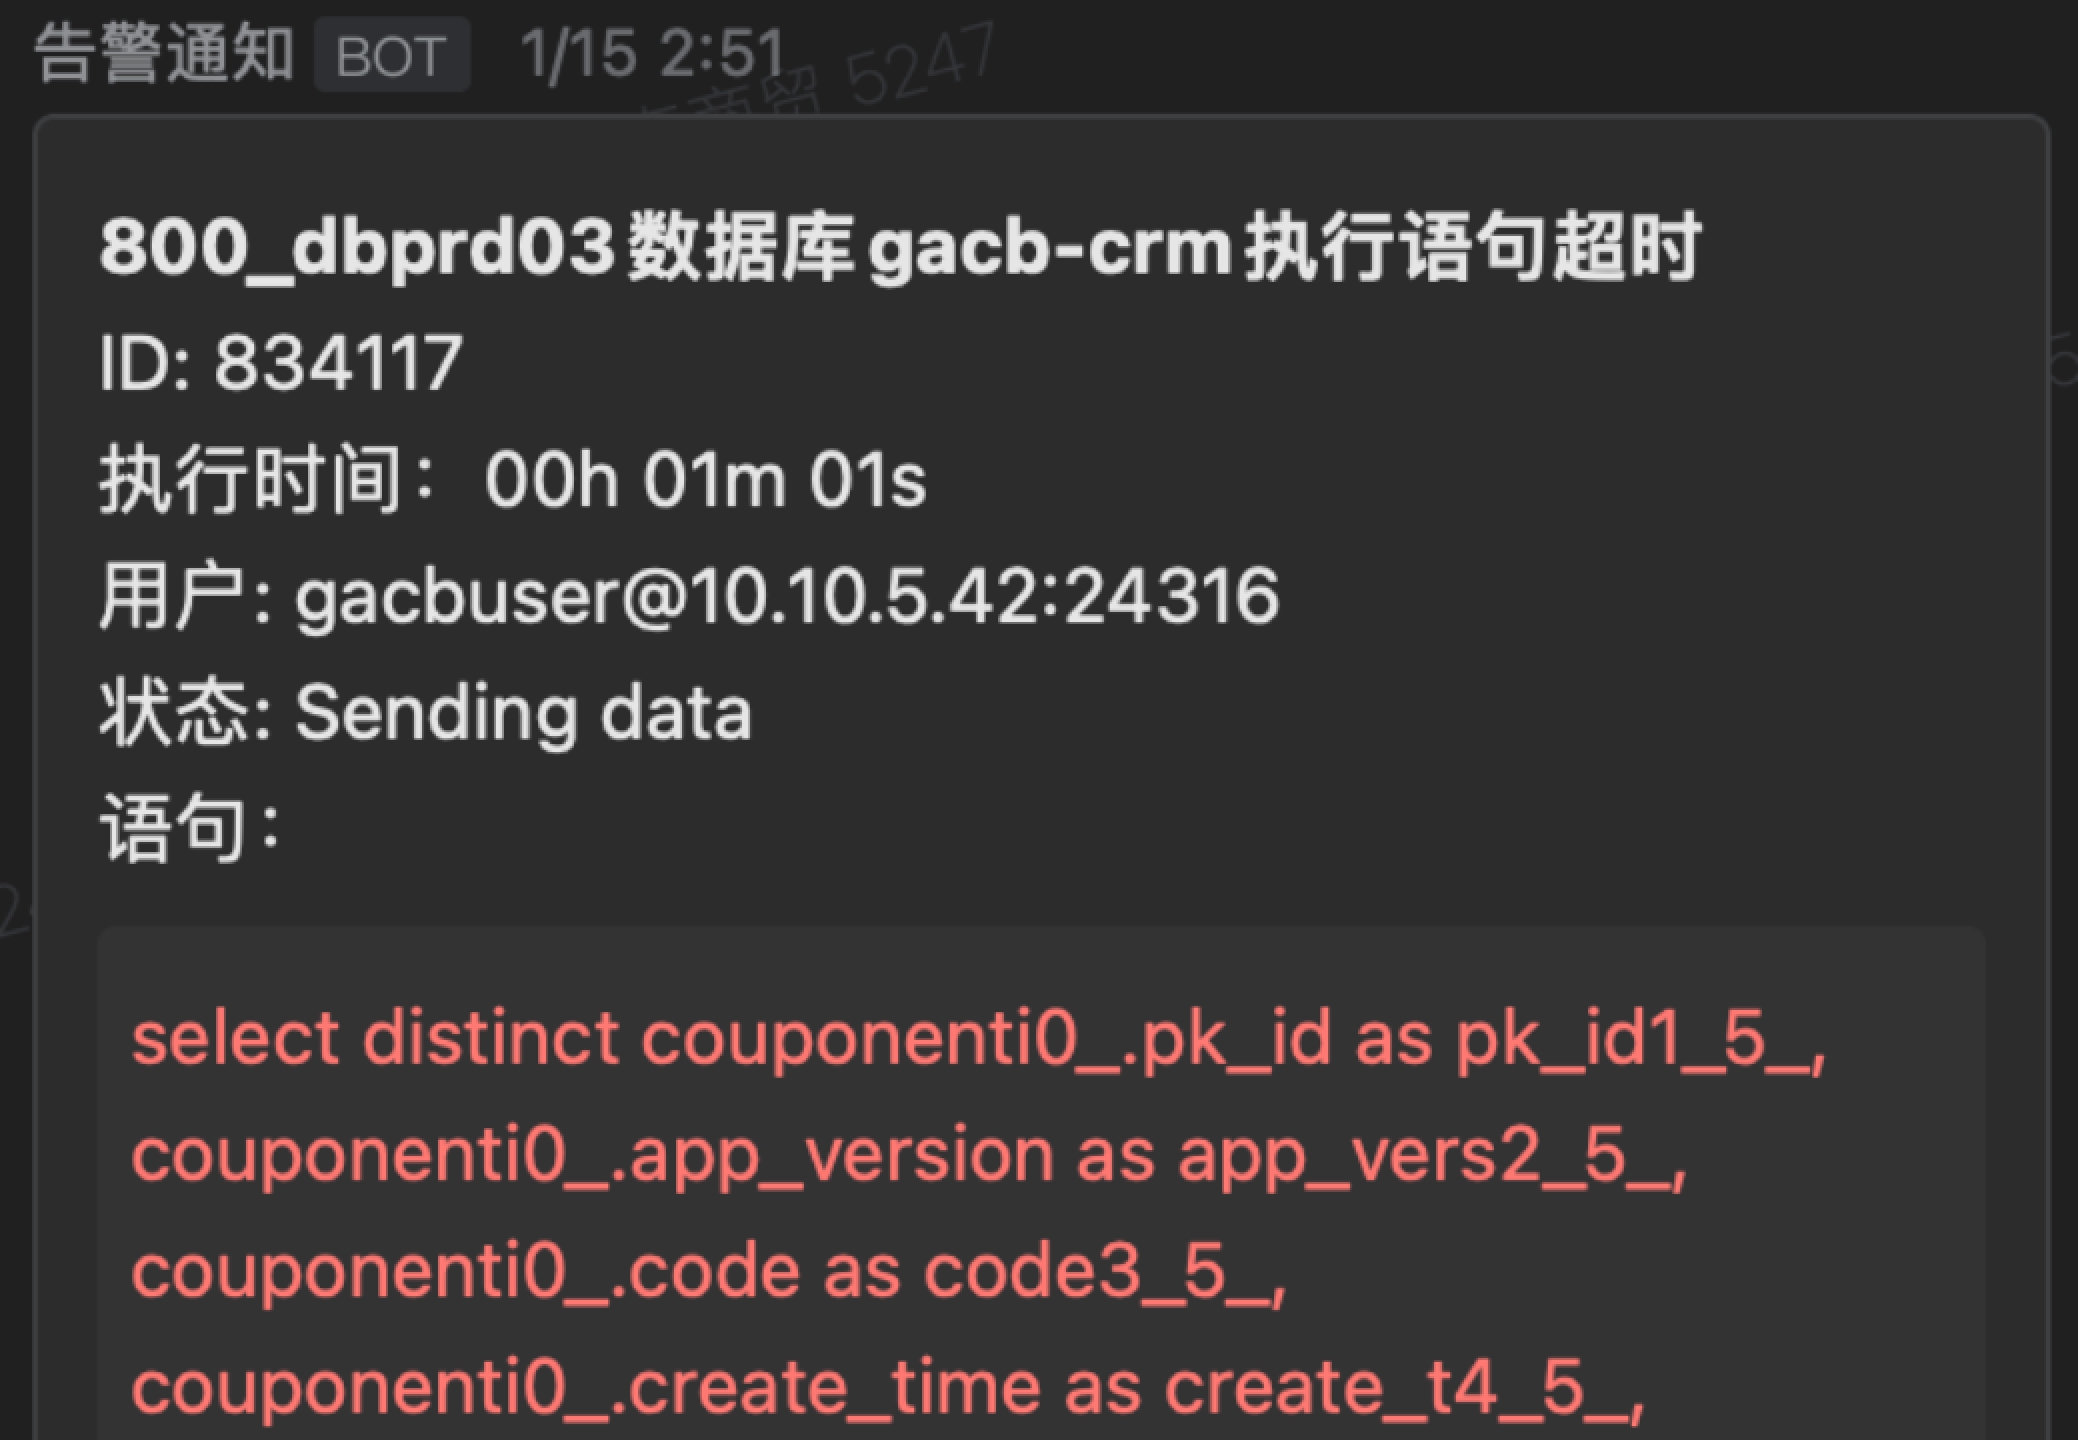 告警通知 BOT 1/15 2:51
商贸 5247
800_dbprd03数据库gacb-crm执行语句超时
ID: 834117
执行时间：00h 01m 01s
用户: gacbuser@10.10.5.42:24316
状态: Sending data
语句：
select distinct couponenti0_.pk_id as pk_id1_5_,
couponenti0_.app_version as app_vers2_5_,
couponenti0_.code as code3_5_,
couponenti0_.create_time as create_t4_5_,